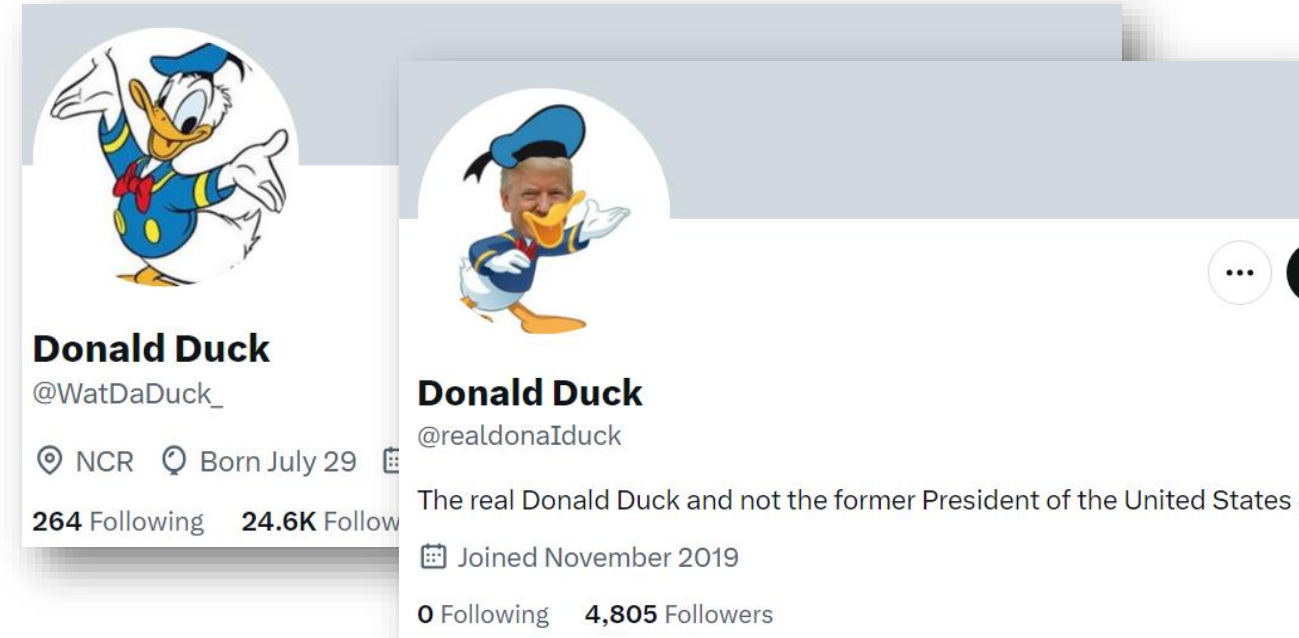 Donald Duck
@WatDaDuck_
NCR Born July 29
264 Following 24.6K Follow
Donald Duck
@realdonaIduck
The real Donald Duck and not the former President of the United States
Joined November 2019
0 Following 4,805 Followers